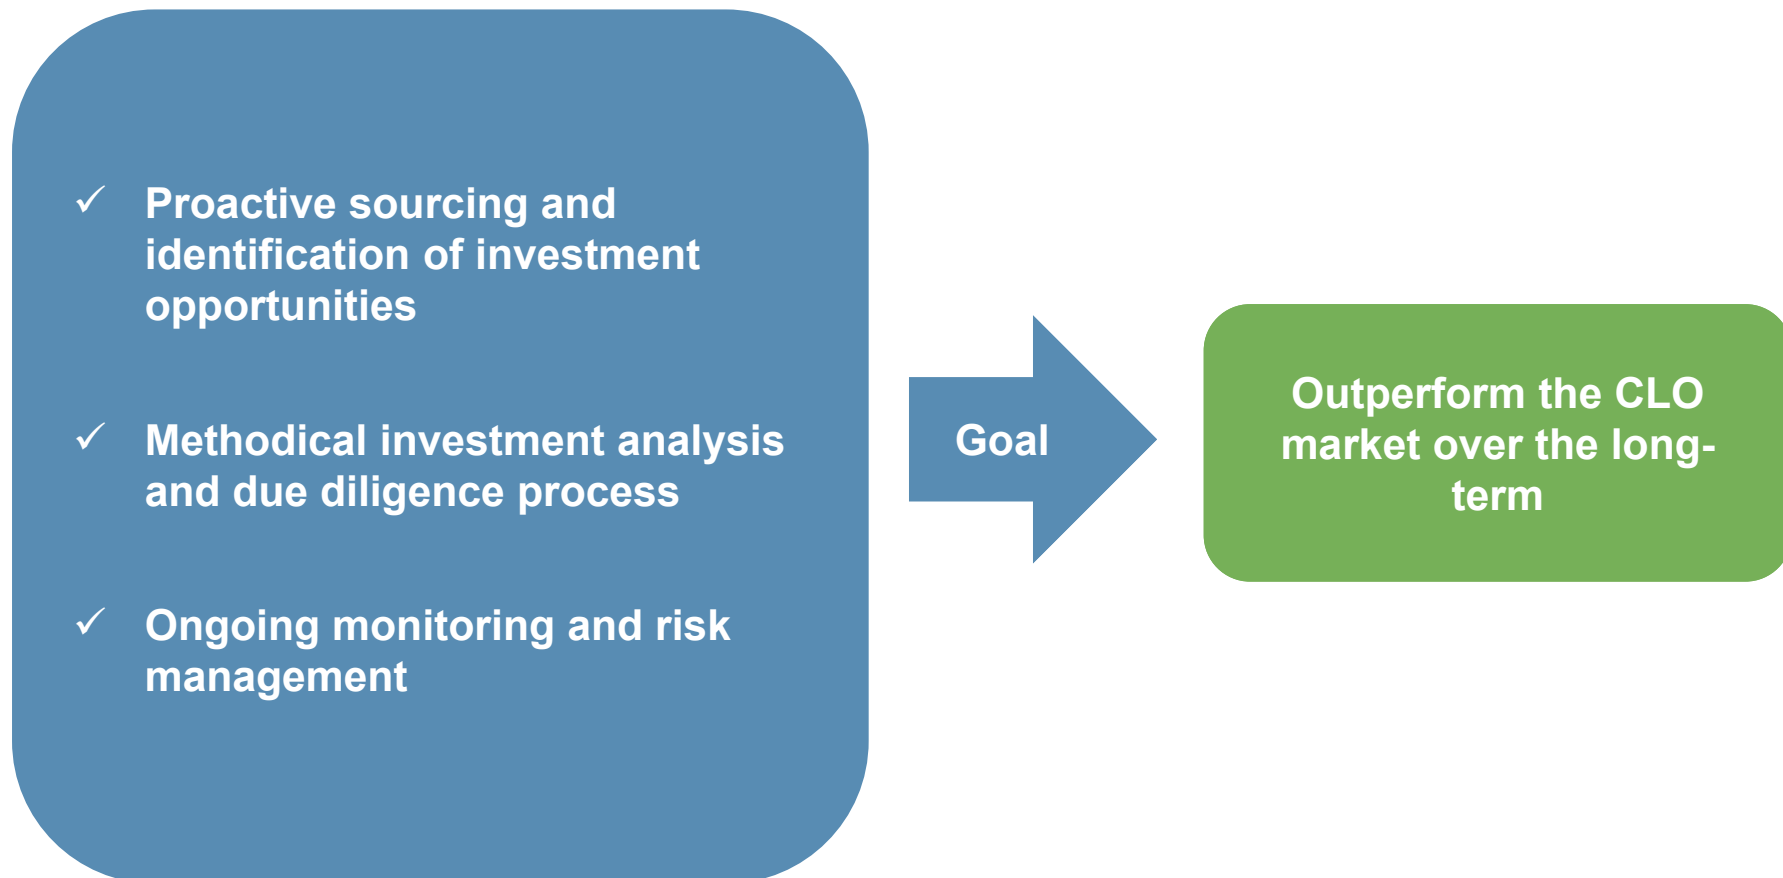 ✓ Proactive sourcing and
identification of investment
opportunities
✓ Methodical investment analysis
and due diligence process
✓ Ongoing monitoring and risk
management
Goal
Outperform the CLO
market over the long-
term